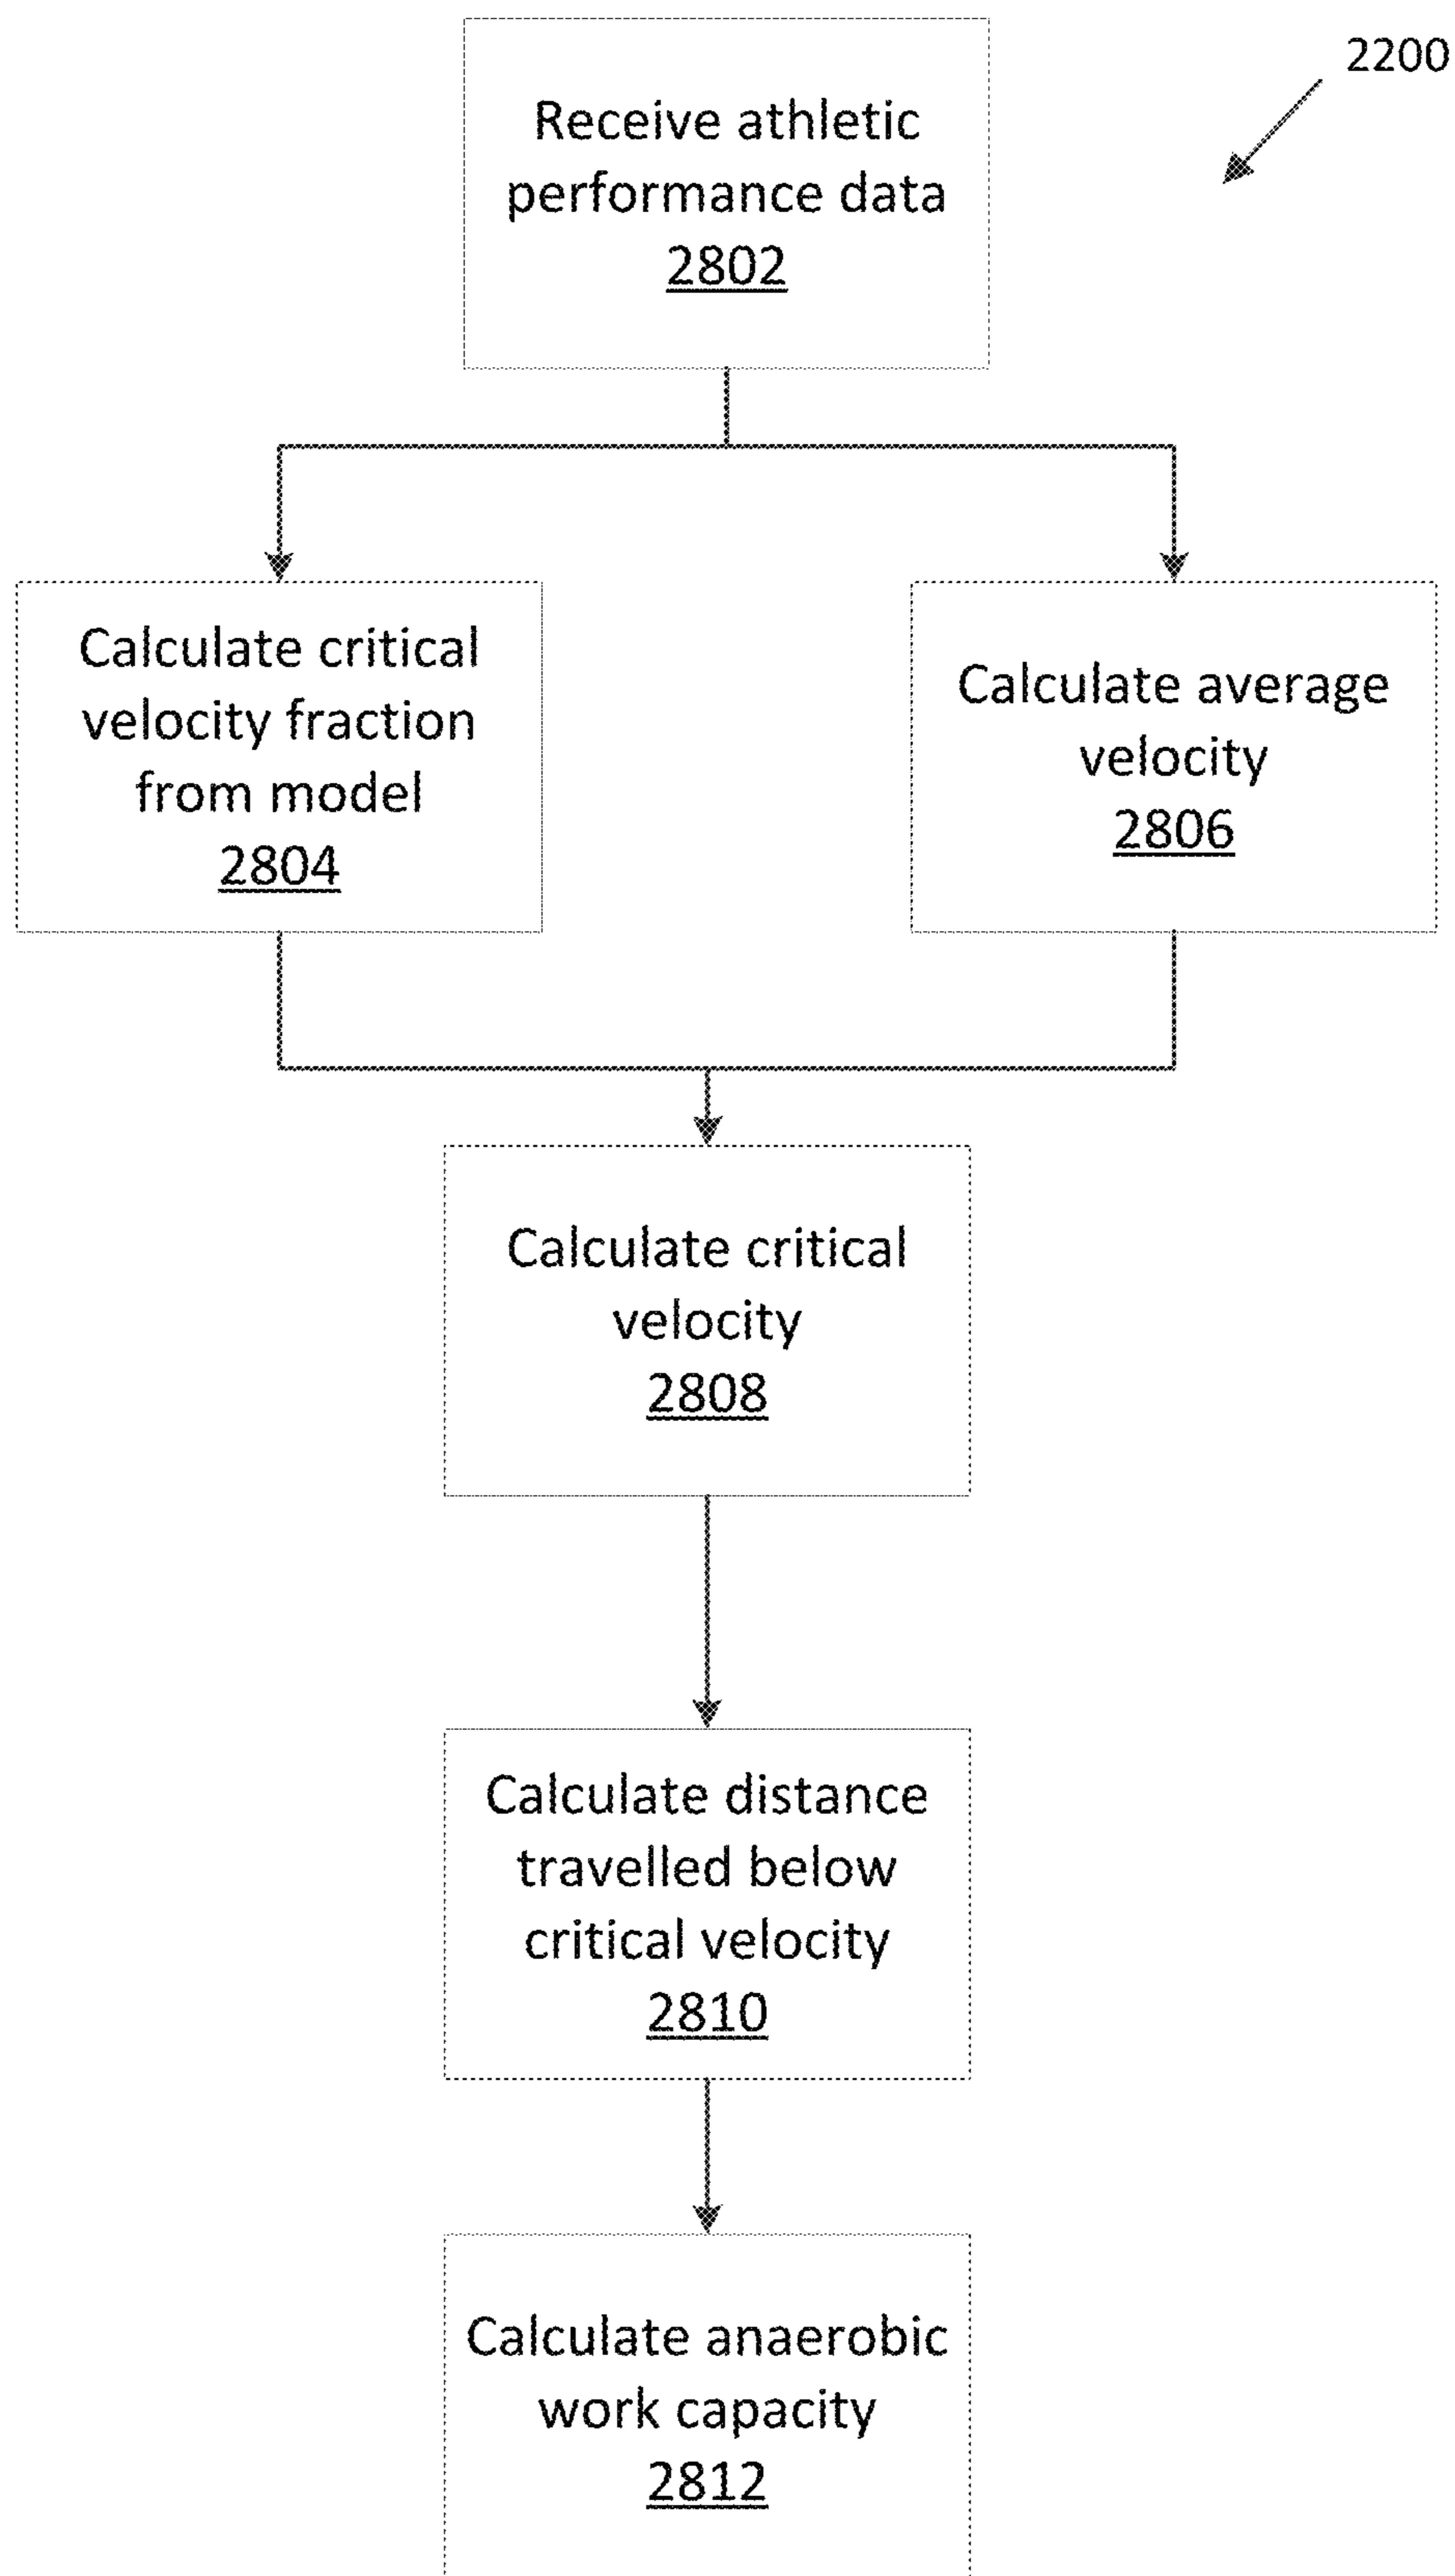 2200
Receive athletic
performance data
2802
Calculate critical
velocity fraction
from model
2804
Calculate average
velocity
2806
Calculate critical
velocity
2808
Calculate distance
travelled below
critical velocity
2810
Calculate anaerobic
work capacity
2812